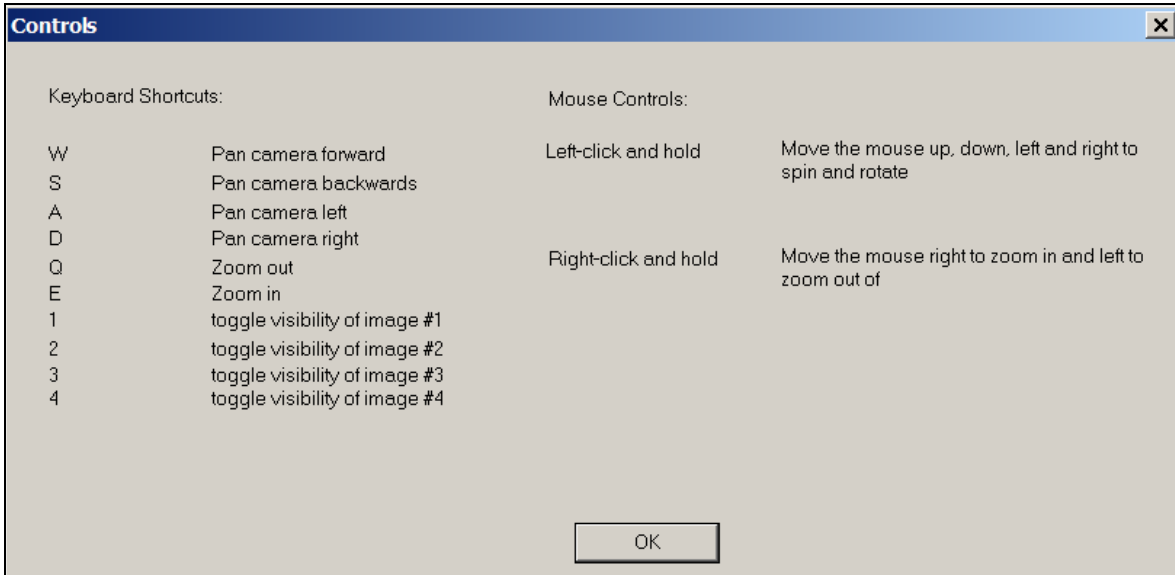 Controls
Keyboard Shortcuts:
W Pan camera forward
S Pan camera backwards
A Pan camera left
D Pan camera right
Q Zoom out
E Zoom in
1 toggle visibility of image #1
2 toggle visibility of image #2
3 toggle visibility of image #3
4 toggle visibility of image #4
Mouse Controls:
Left-click and hold Move the mouse up, down, left and right to
spin and rotate
Right-click and hold Move the mouse right to zoom in and left to
zoom out of
OK